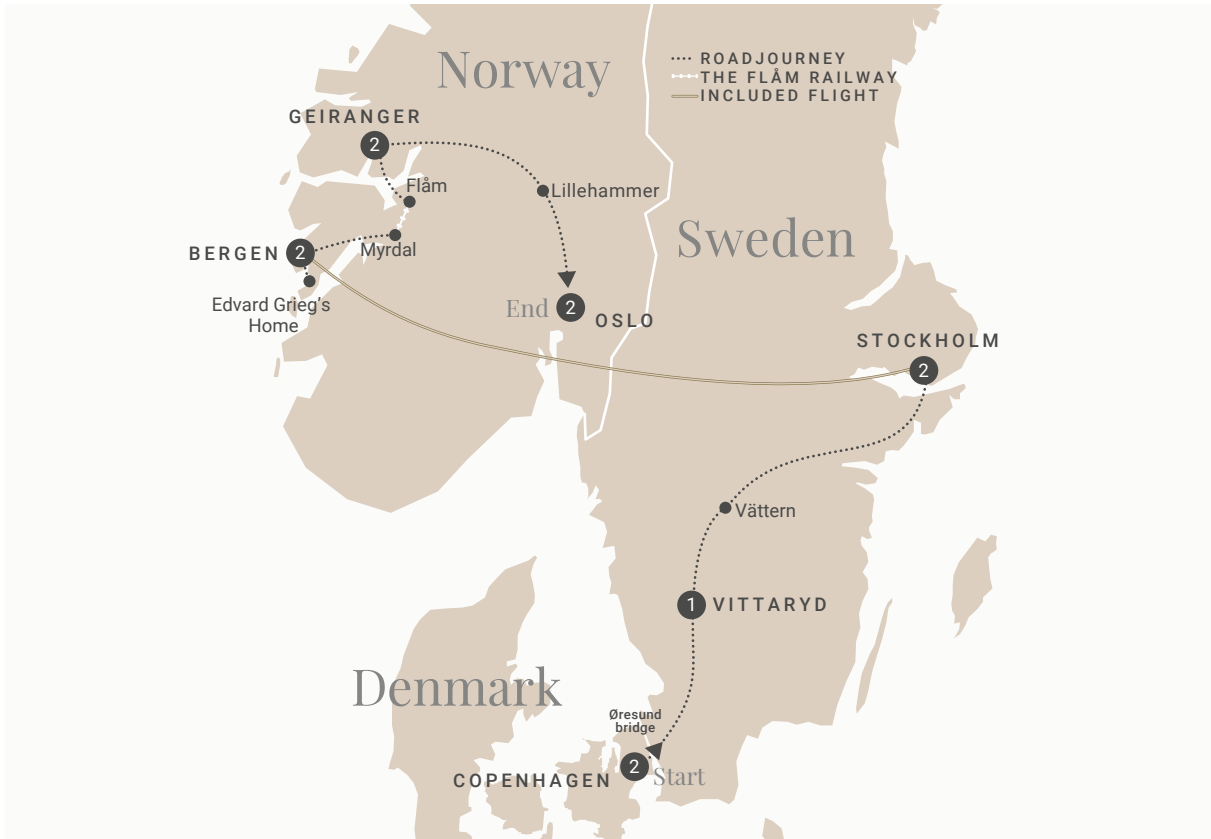 Norway
ROADJOURNEY
THE FLÅM RAILWAY
INCLUDED FLIGHT
GEIRANGER
2
Flåm
Lillehammer
Sweden
BERGEN
2
Myrdal
Edvard Grieg's
Home
End
2
OSLO
STOCKHOLM
2
Vättern
1
VITTARYD
Denmark
Øresund
bridge
COPENHAGEN
2
Start